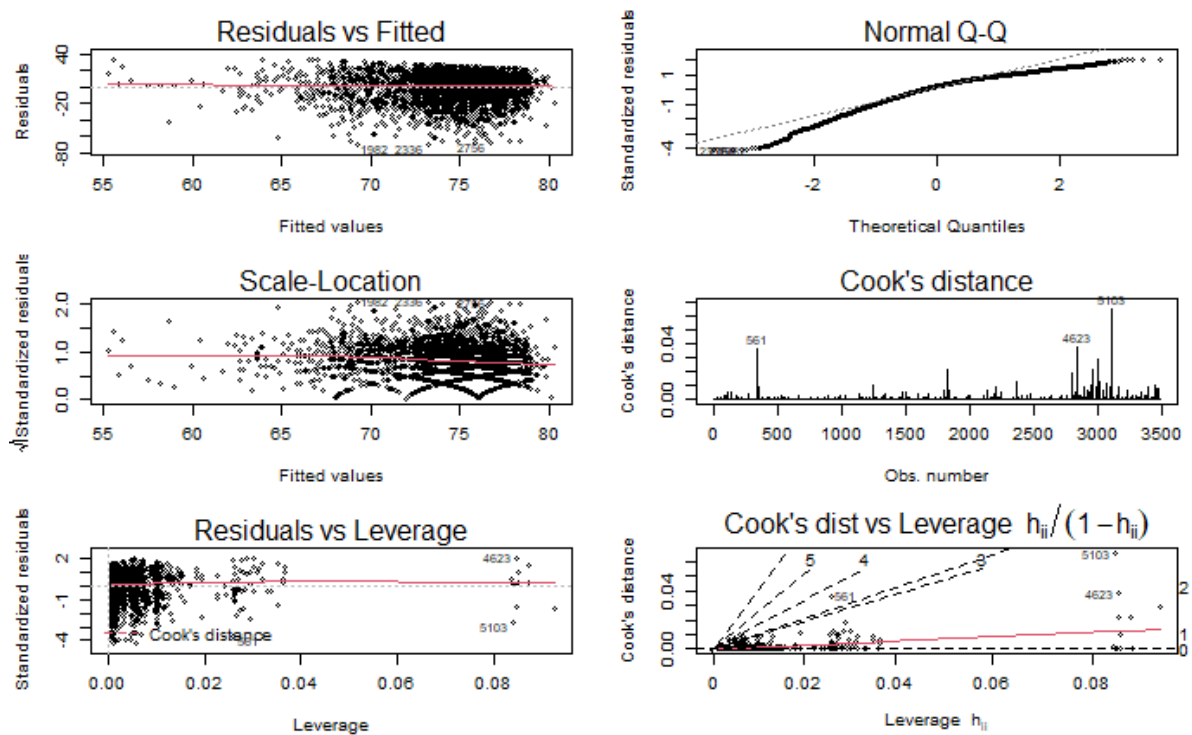 Residuals vs Fitted
Residuals
40
-20
-80
1982 2336 2756
55 60 65 70 75 80
Fitted values
Normal Q-Q
Standardized residuals
1
-1
-4
-2 0 2
Theoretical Quantiles
Scale-Location
√|Standardized residuals
2.0
1.0
0.0
1982 2336
55 60 65 70 75 80
Fitted values
Cook's distance
Cook's distance
0.04
0.00
561
4623
5103
0 500 1000 1500 2000 2500 3000 3500
Obs. number
Residuals vs Leverage
Standardized residuals
2
-1
-4
4623
5103
Cook's distance
561
0.00 0.02 0.04 0.06 0.08
Leverage
Cook's dist vs Leverage hii/(1−hii)
Cook's distance
0.04
0.00
5 4 3
5103
561
4623
2
1
0
0 0.02 0.04 0.06 0.08
Leverage hii